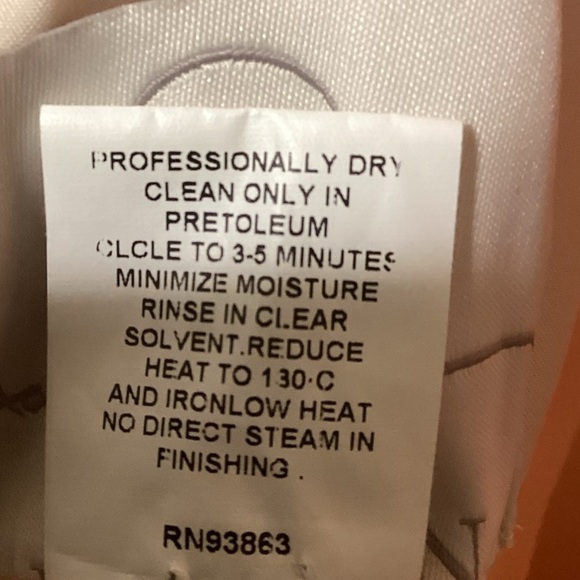 PROFESSIONALLY DRY
CLEAN ONLY IN
PRETOLEUM
CLCLE TO 3-5 MINUTES
MINIMIZE MOISTURE
RINSE IN CLEAR
SOLVENT.REDUCE
HEAT TO 130·C
AND IRONLOW HEAT
NO DIRECT STEAM IN
FINISHING .
RN93863